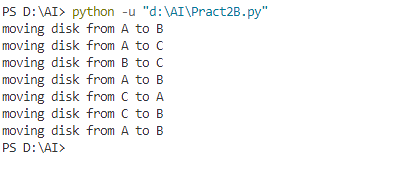 PS D:\AI> python -u "d:\AI\Pract2B.py"
moving disk from A to B
moving disk from A to C
moving disk from B to C
moving disk from A to B
moving disk from C to A
moving disk from C to B
moving disk from A to B
PS D:\AI>